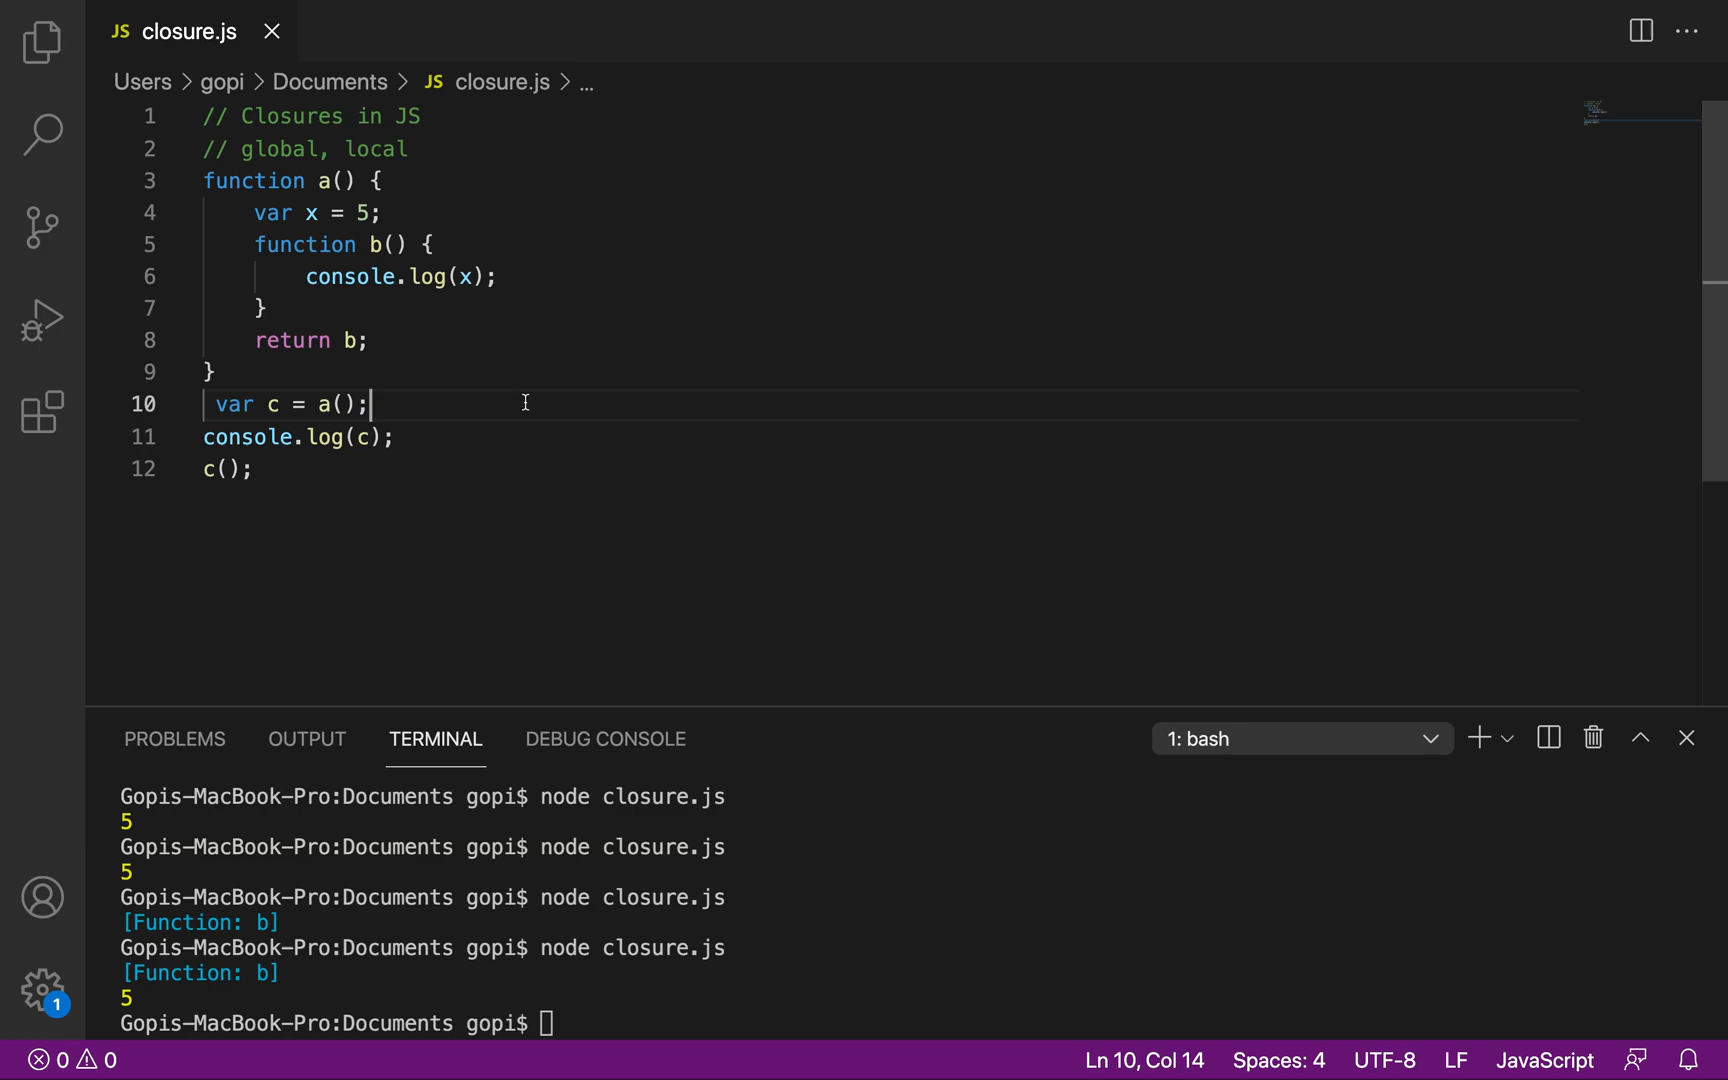 JS closure.js
Users > gopi > Documents > JS closure.js > ...
1 // Closures in JS
2 // global, local
3 function a() {
4     var x = 5;
5     function b() {
6         console.log(x);
7     }
8     return b;
9 }
10  var c = a();
11 console.log(c);
12 c();
PROBLEMS OUTPUT TERMINAL DEBUG CONSOLE 1: bash
Gopis-MacBook-Pro:Documents gopi$ node closure.js
5
Gopis-MacBook-Pro:Documents gopi$ node closure.js
5
Gopis-MacBook-Pro:Documents gopi$ node closure.js
[Function: b]
Gopis-MacBook-Pro:Documents gopi$ node closure.js
[Function: b]
5
Gopis-MacBook-Pro:Documents gopi$
1
0 0 Ln 10, Col 14 Spaces: 4 UTF-8 LF JavaScript